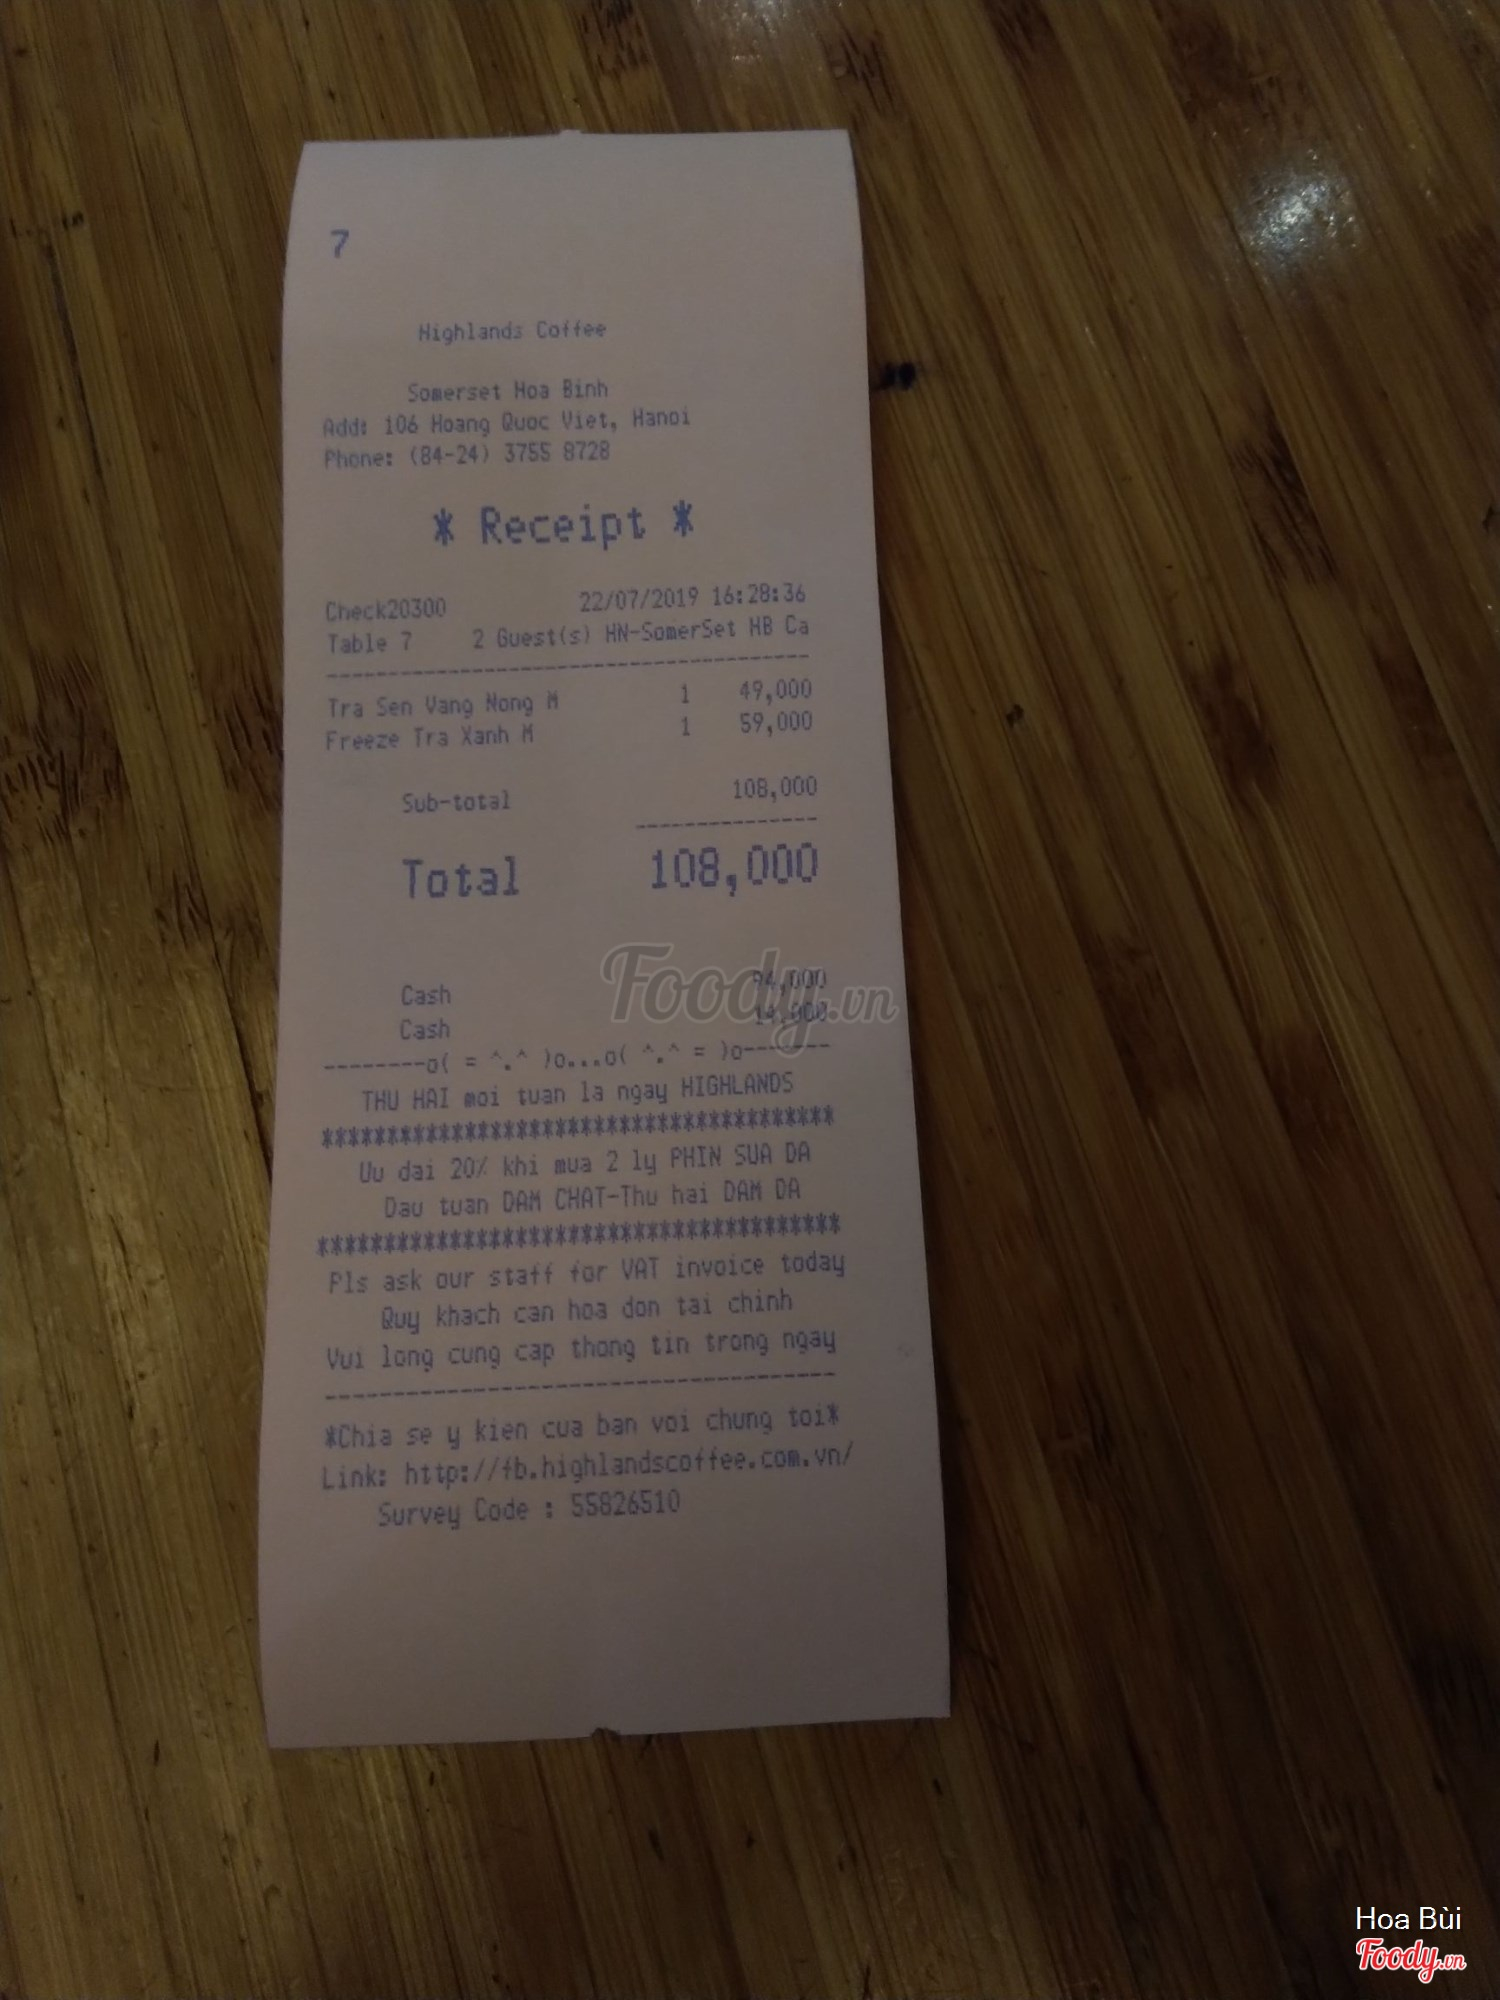 7
Highlands Coffee
Somerset Hoa Binh
Add: 106 Hoang Quoc Viet, Hanoi
Phone: (84-24) 3755 8728
* Receipt *
Check20300 22/07/2019 16:28:36
Table 7 2 Guest(s) HN-SomerSet HB Ca
Tra Sen Vang Nong M 1 49,000
Freeze Tra Xanh M 1 59,000
Sub-total 108,000
Total 108,000
Cash 94,000
Cash 14,000
--------o( = ^.^ )o...o( ^.^ = )o-------
THU HAI moi tuan la ngay HIGHLANDS
****************************************
Uu dai 20% khi mua 2 ly PHIN SUA DA
Dau tuan DAM CHAT-Thu hai DAM DA
****************************************
Pls ask our staff for VAT invoice today
Quy khach can hoa don tai chinh
Vui long cung cap thong tin trong ngay
*Chia se y kien cua ban voi chung toi*
Link: http://fb.highlandscoffee.com.vn/
Survey Code : 55826510
Foody.vn
Hoa Bùi
Foody.vn